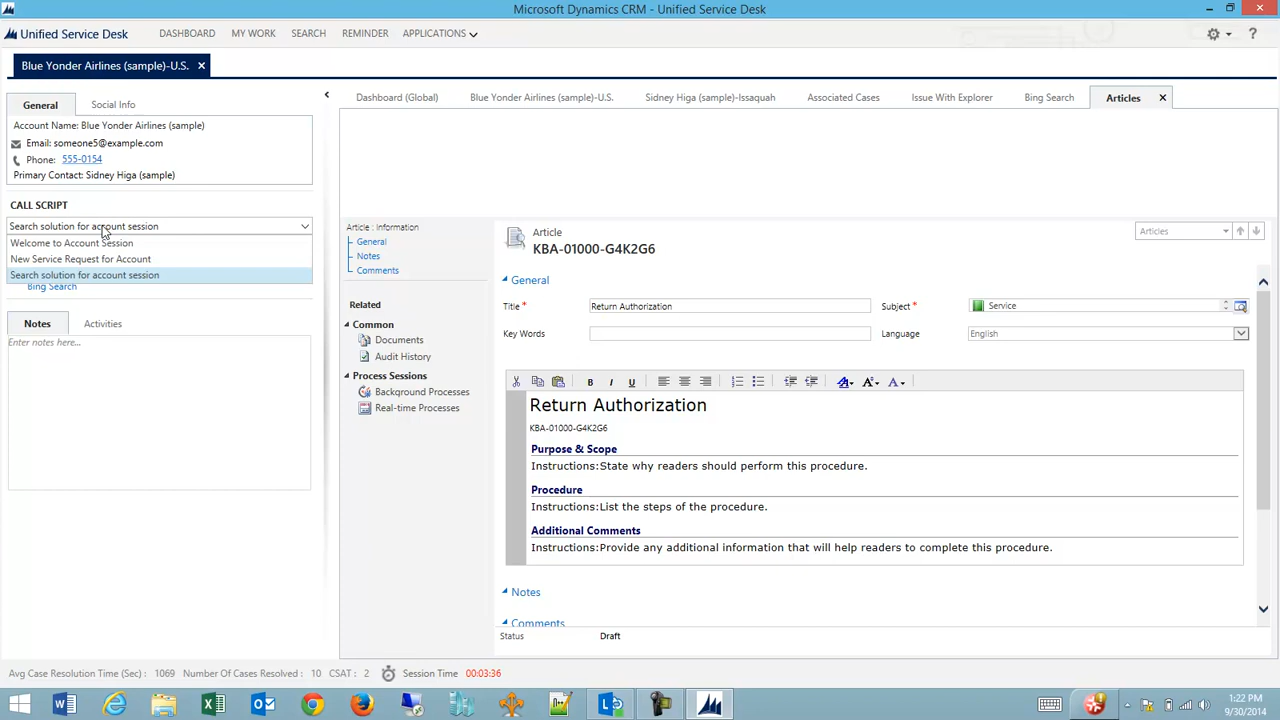 Microsoft Dynamics CRM - Unified Service Desk
Unified Service Desk
DASHBOARD
MY WORK
SEARCH
REMINDER
APPLICATIONS
?
Blue Yonder Airlines (sample)-U.S. ×
General
Social Info
Account Name: Blue Yonder Airlines (sample)
Email: someone5@example.com
Phone: 555-0154
Primary Contact: Sidney Higa (sample)
CALL SCRIPT
Search solution for account session
Welcome to Account Session
New Service Request for Account
Search solution for account session
Bing Search
Notes
Activities
Enter notes here...
Dashboard (Global)
Blue Yonder Airlines (sample)-U.S.
Sidney Higa (sample)-Issaquah
Associated Cases
Issue With Explorer
Bing Search
Articles ×
Article : Information
General
Notes
Comments
Related
Common
Documents
Audit History
Process Sessions
Background Processes
Real-time Processes
Article
KBA-01000-G4K2G6
Articles
General
Title *
Return Authorization
Subject *
Service
Key Words
Language
English
B I U
A A A
Return Authorization
KBA-01000-G4K2G6
Purpose & Scope
Instructions:State why readers should perform this procedure.
Procedure
Instructions:List the steps of the procedure.
Additional Comments
Instructions:Provide any additional information that will help readers to complete this procedure.
Notes
Comments
Status
Draft
Avg Case Resolution Time (Sec) : 1069
Number Of Cases Resolved : 10
CSAT : 2
Session Time 00:03:36
1:22 PM
9/30/2014